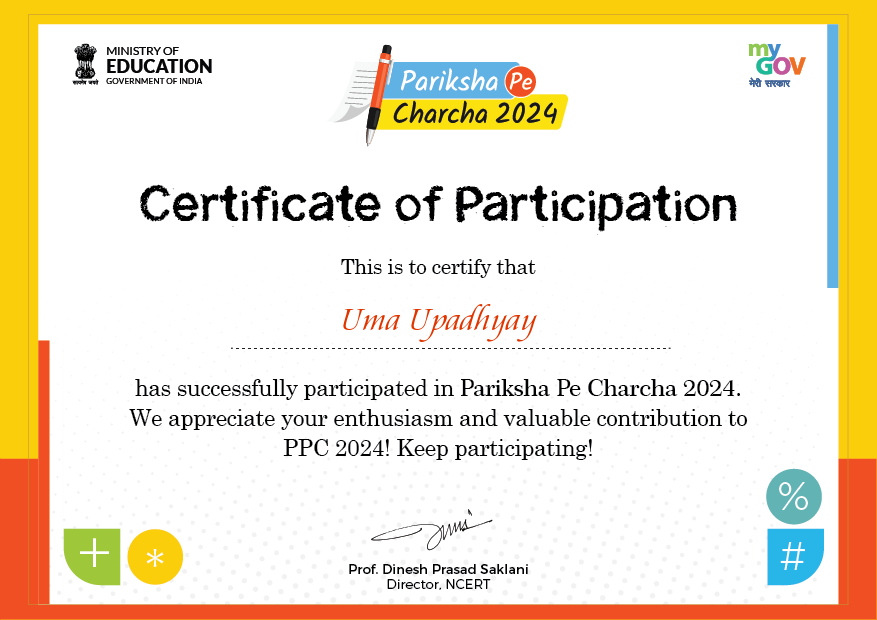 MINISTRY OF
EDUCATION
GOVERNMENT OF INDIA
सत्यमेव जयते
Pariksha Pe
Charcha 2024
my
GOV
मेरी सरकार
Certificate of Participation
This is to certify that
Uma Upadhyay
has successfully participated in Pariksha Pe Charcha 2024.
We appreciate your enthusiasm and valuable contribution to
PPC 2024! Keep participating!
%
+ *
#
Prof. Dinesh Prasad Saklani
Director, NCERT